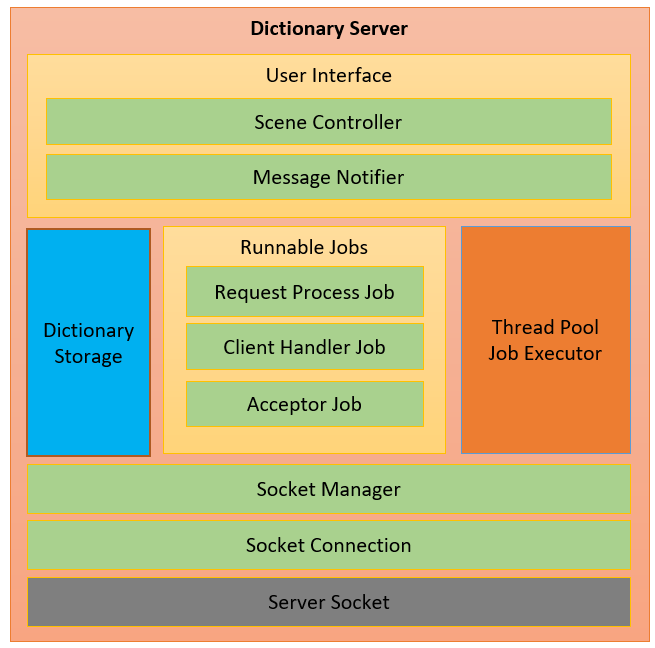 Dictionary Server
User Interface
Scene Controller
Message Notifier
Dictionary
Storage
Runnable Jobs
Request Process Job
Client Handler Job
Acceptor Job
Thread Pool
Job Executor
Socket Manager
Socket Connection
Server Socket